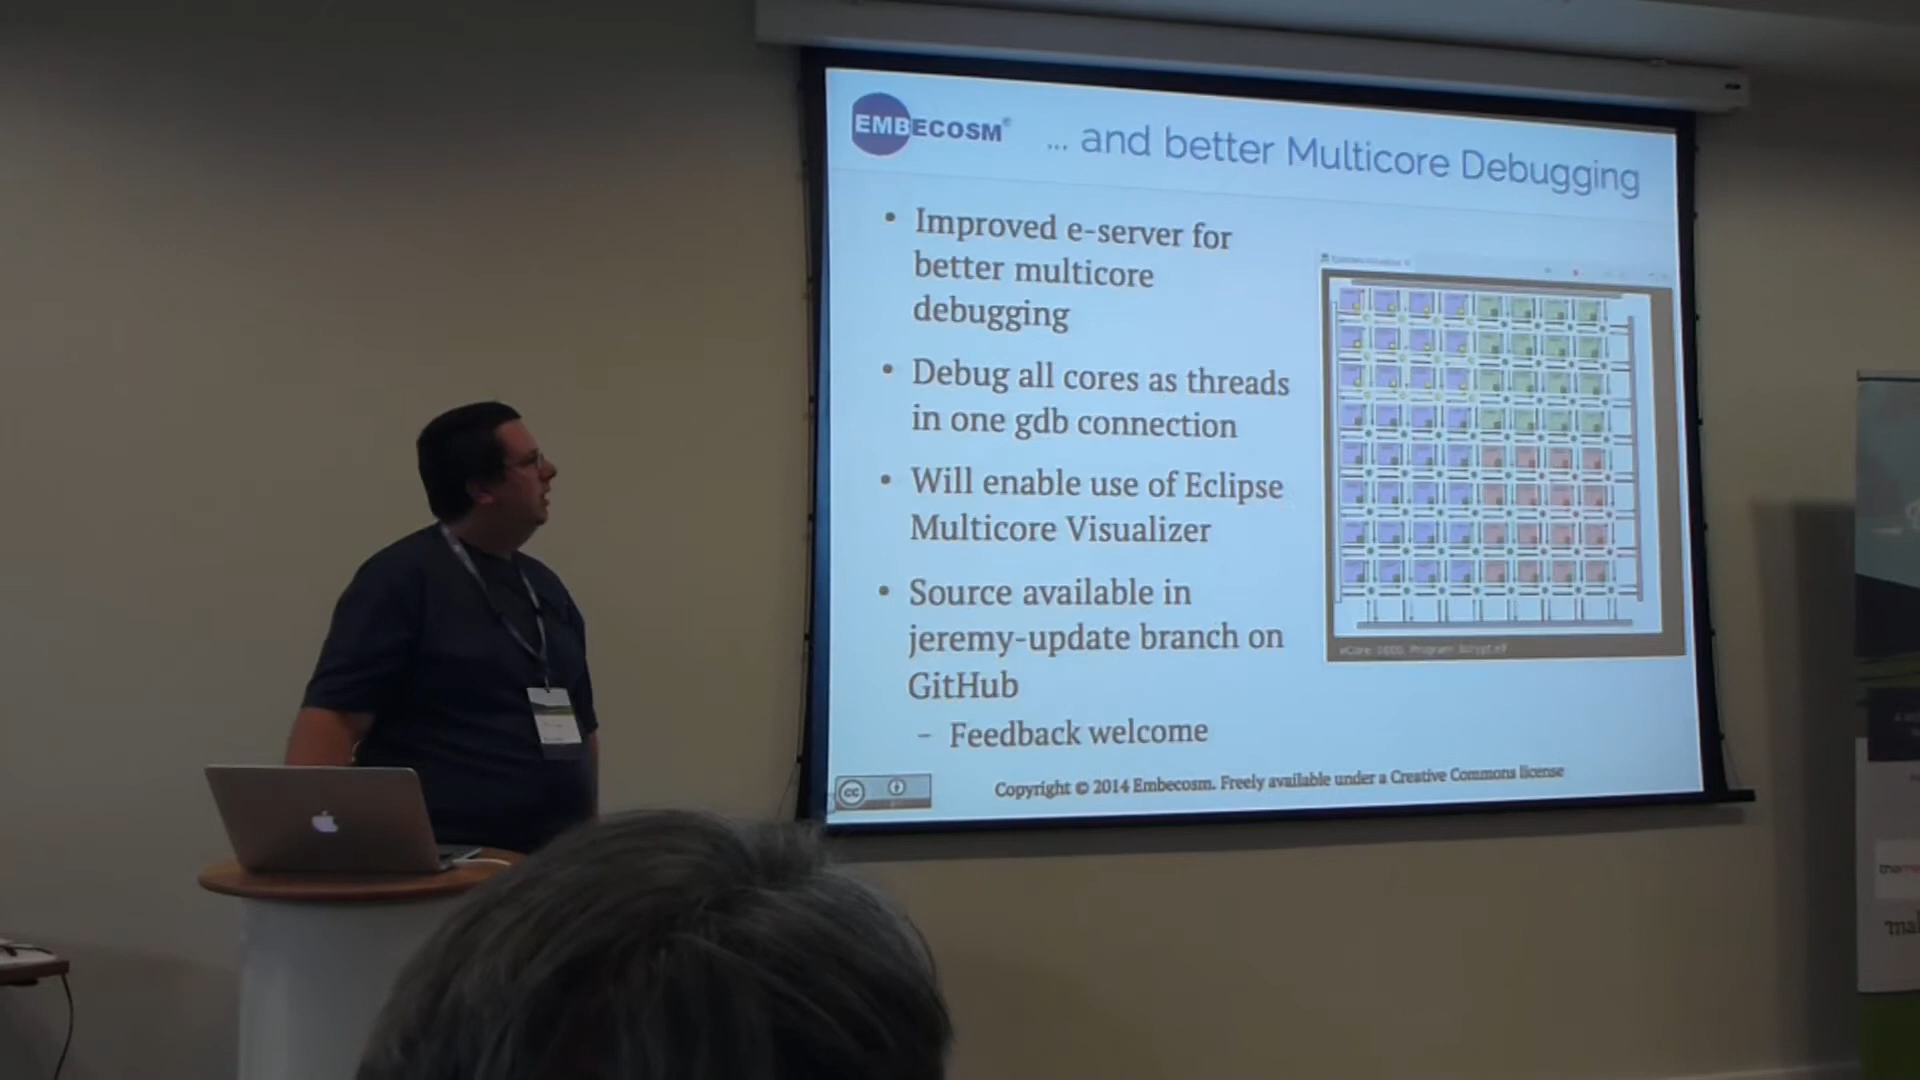 EMBECOSM®
... and better Multicore Debugging
• Improved e-server for
better multicore
debugging
• Debug all cores as threads
in one gdb connection
• Will enable use of Eclipse
Multicore Visualizer
• Source available in
jeremy-update branch on
GitHub
– Feedback welcome
cc
Copyright © 2014 Embecosm. Freely available under a Creative Commons license